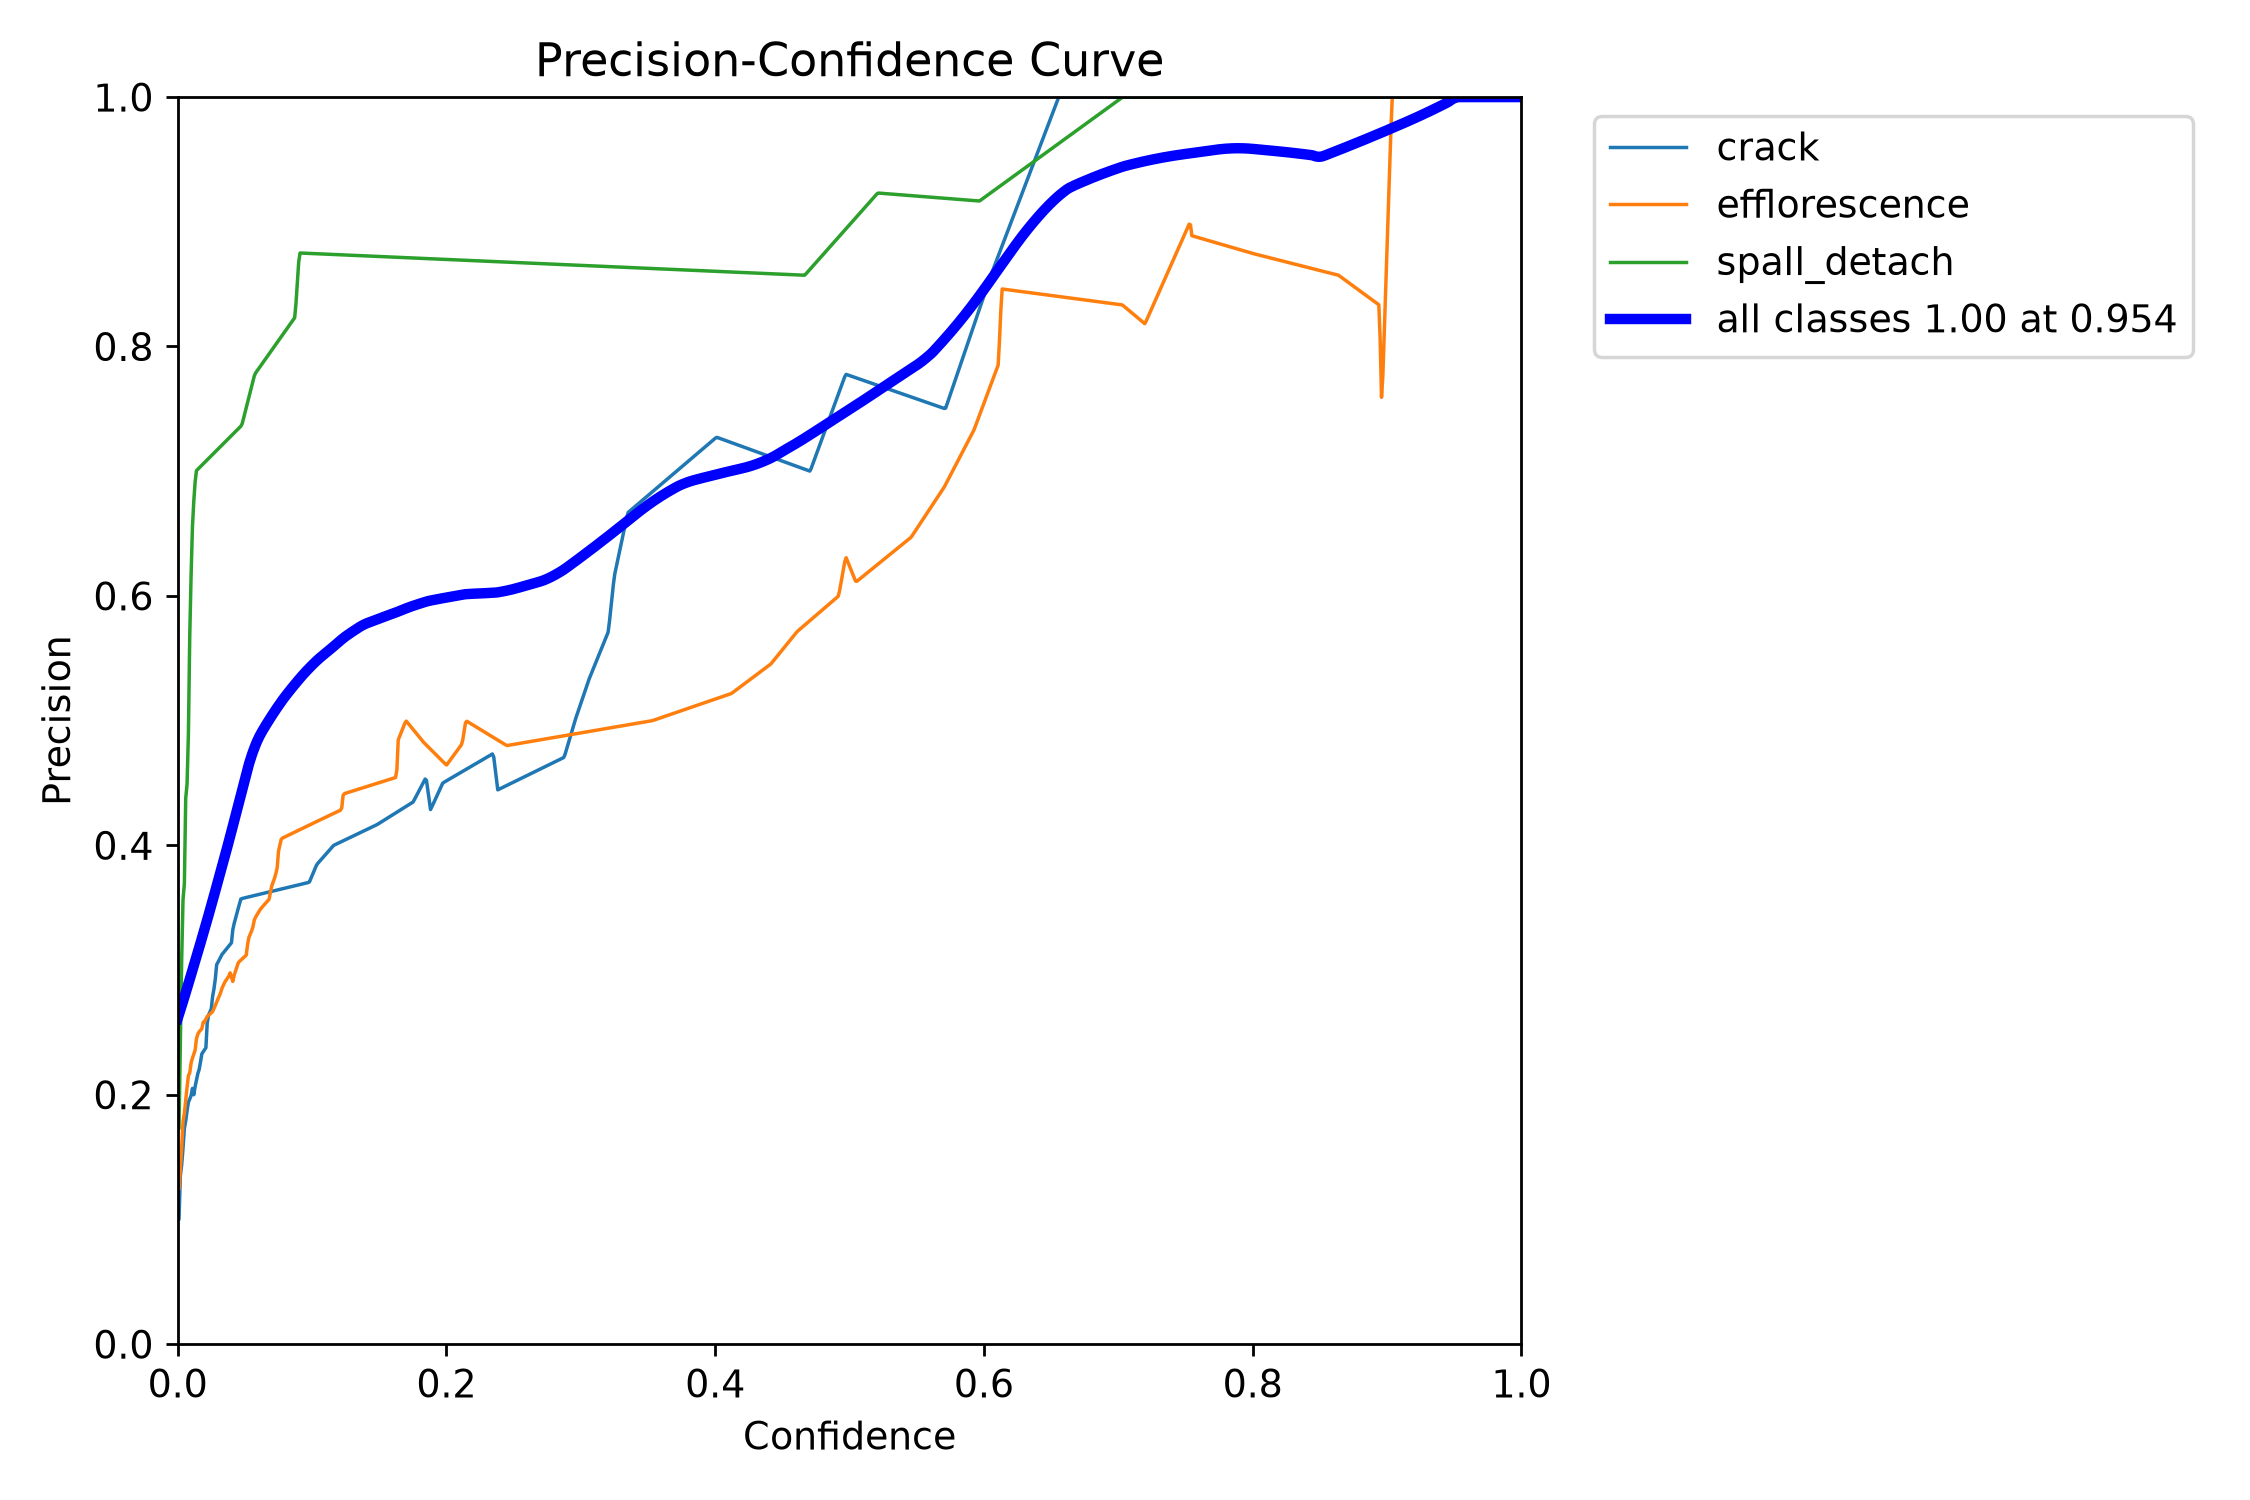 Precision-Confidence Curve
1.0
0.8
0.6
0.4
0.2
0.0
Precision
0.0 0.2 0.4 0.6 0.8 1.0
Confidence
crack
efflorescence
spall_detach
all classes 1.00 at 0.954